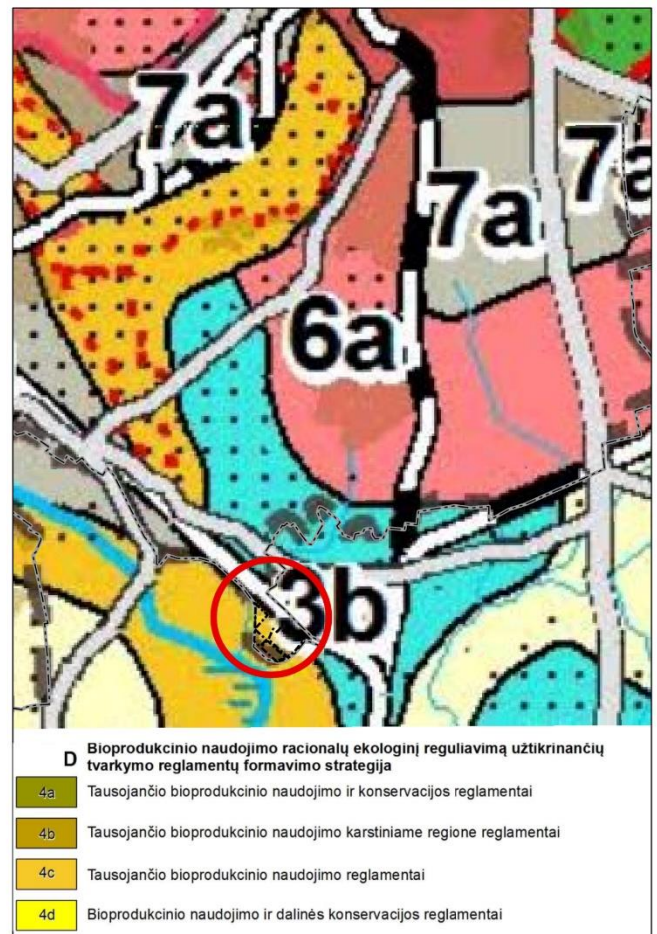 7a
7a
7a
6a
3b
D Bioprodukcinio naudojimo racionalų ekologinį reguliavimą užtikrinančių
tvarkymo reglamentų formavimo strategija
4a Tausojančio bioprodukcinio naudojimo ir konservacijos reglamentai
4b Tausojančio bioprodukcinio naudojimo karstiniame regione reglamentai
4c Tausojančio bioprodukcinio naudojimo reglamentai
4d Bioprodukcinio naudojimo ir dalinės konservacijos reglamentai